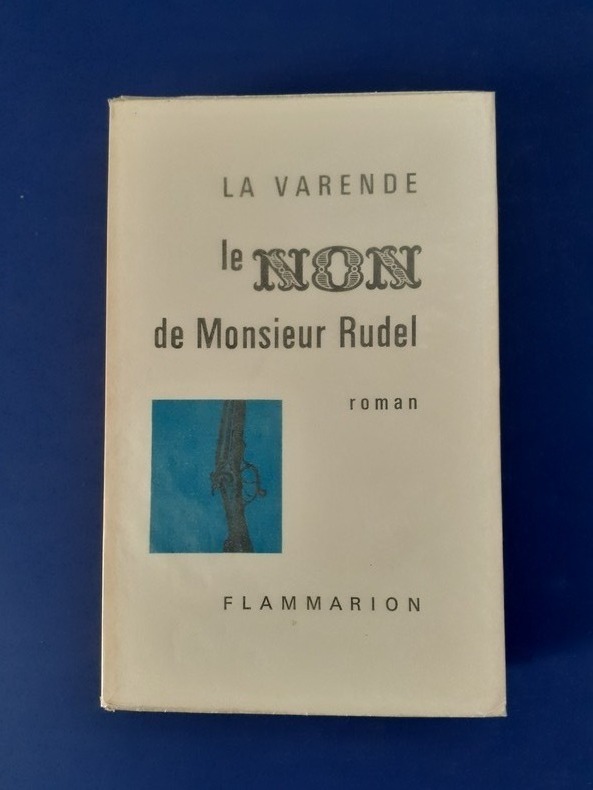 LA VARENDE
le NON
de Monsieur Rudel
roman
FLAMMARION